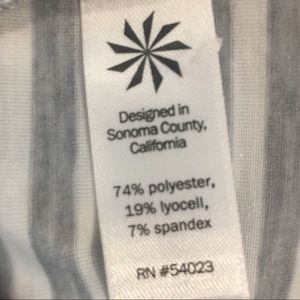 Designed in
Sonoma County,
California
74% polyester,
19% lyocell,
7% spandex
RN #54023